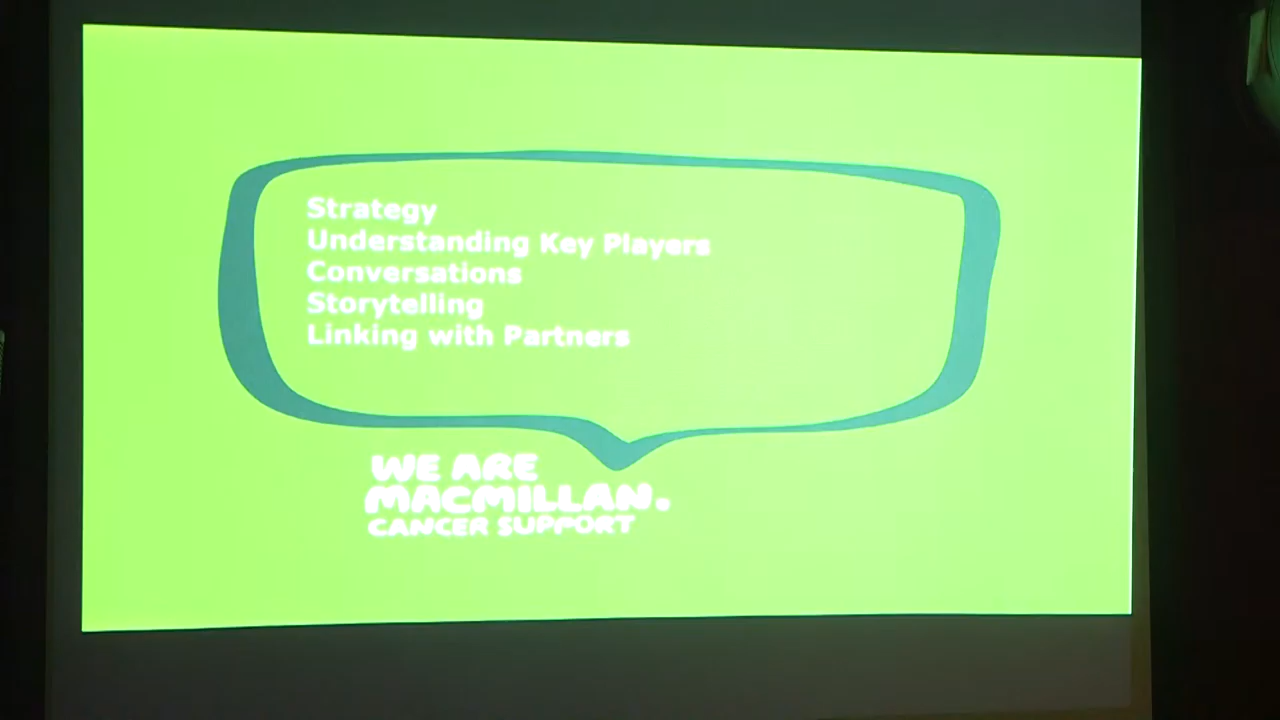 Strategy
Understanding Key Players
Conversations
Storytelling
Linking with Partners
WE ARE
MACMILLAN.
CANCER SUPPORT